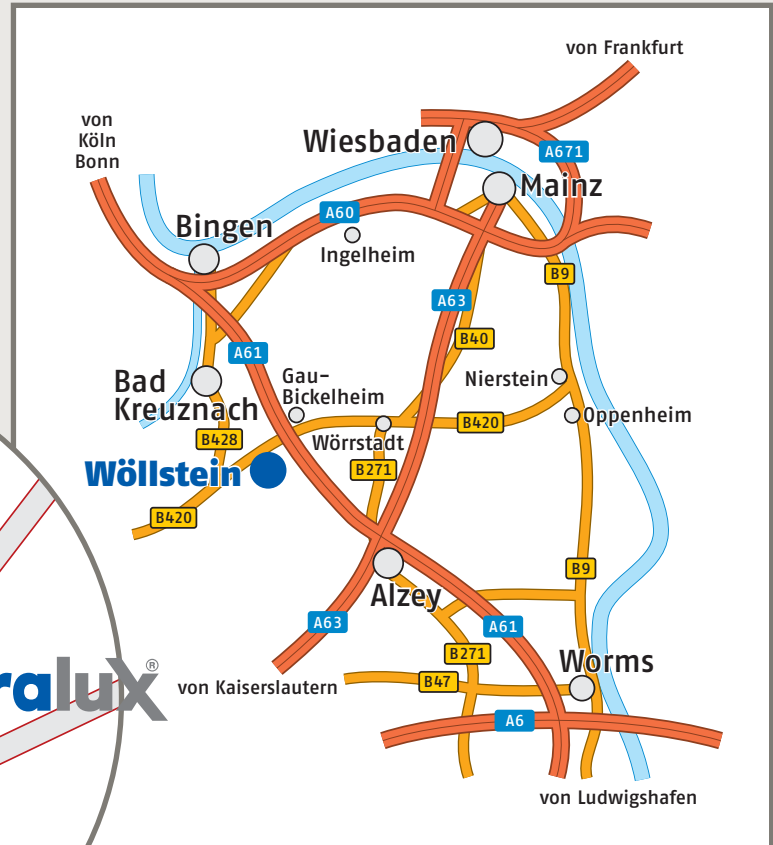 von Frankfurt
von
Köln
Bonn
Wiesbaden
A671
Mainz
Bingen
A60
Ingelheim
B9
A63
B40
A61
Gau-
Bickelheim
Nierstein
Bad
Kreuznach
Oppenheim
B428
Wörrstadt
B420
Wöllstein
B271
B420
B9
Alzey
A63
A61
B271
Worms
ralux®
von Kaiserslautern
B47
A6
von Ludwigshafen